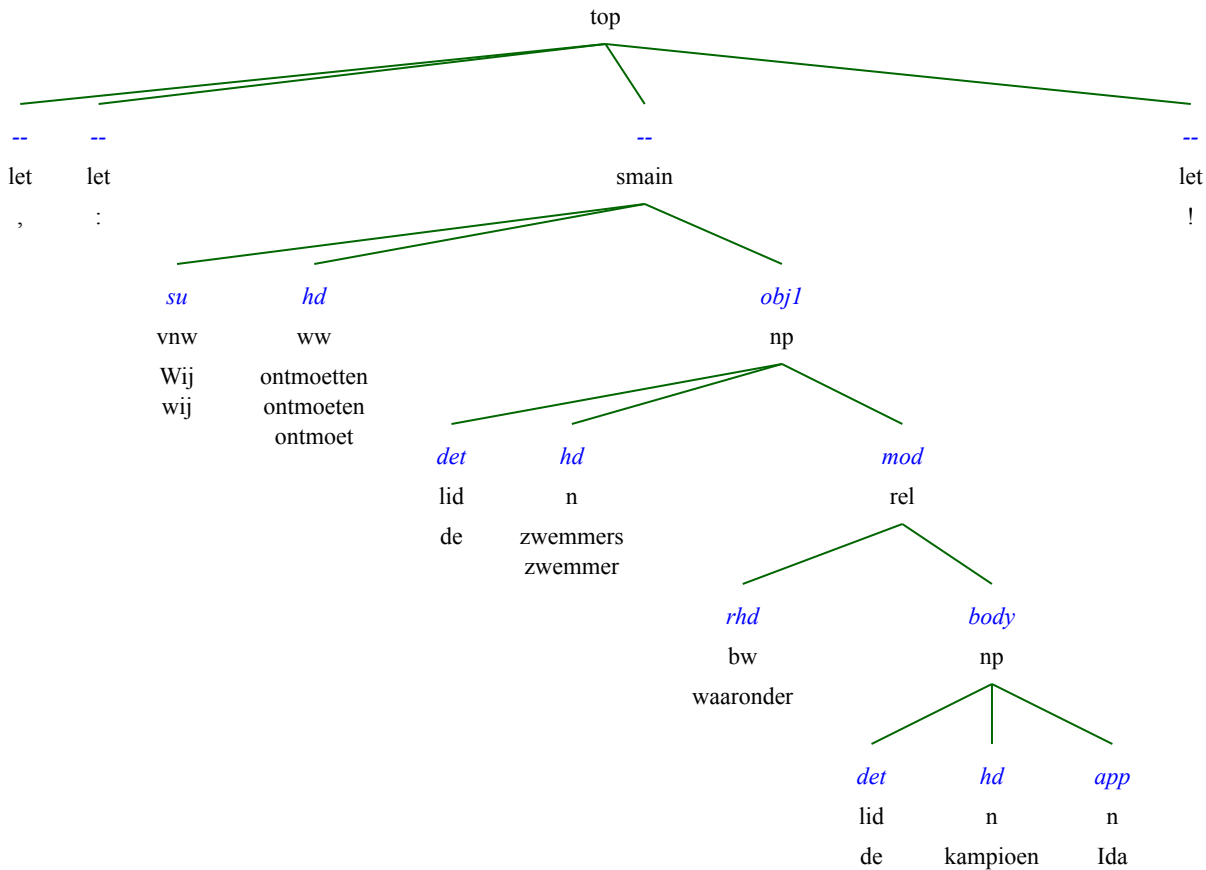 top
-- -- -- --
let let smain let
, : !
su hd obj1
vnw ww np
Wij ontmoetten
wij ontmoeten
ontmoet
det hd mod
lid n rel
de zwemmers
zwemmer
rhd body
bw np
waaronder
det hd app
lid n n
de kampioen Ida